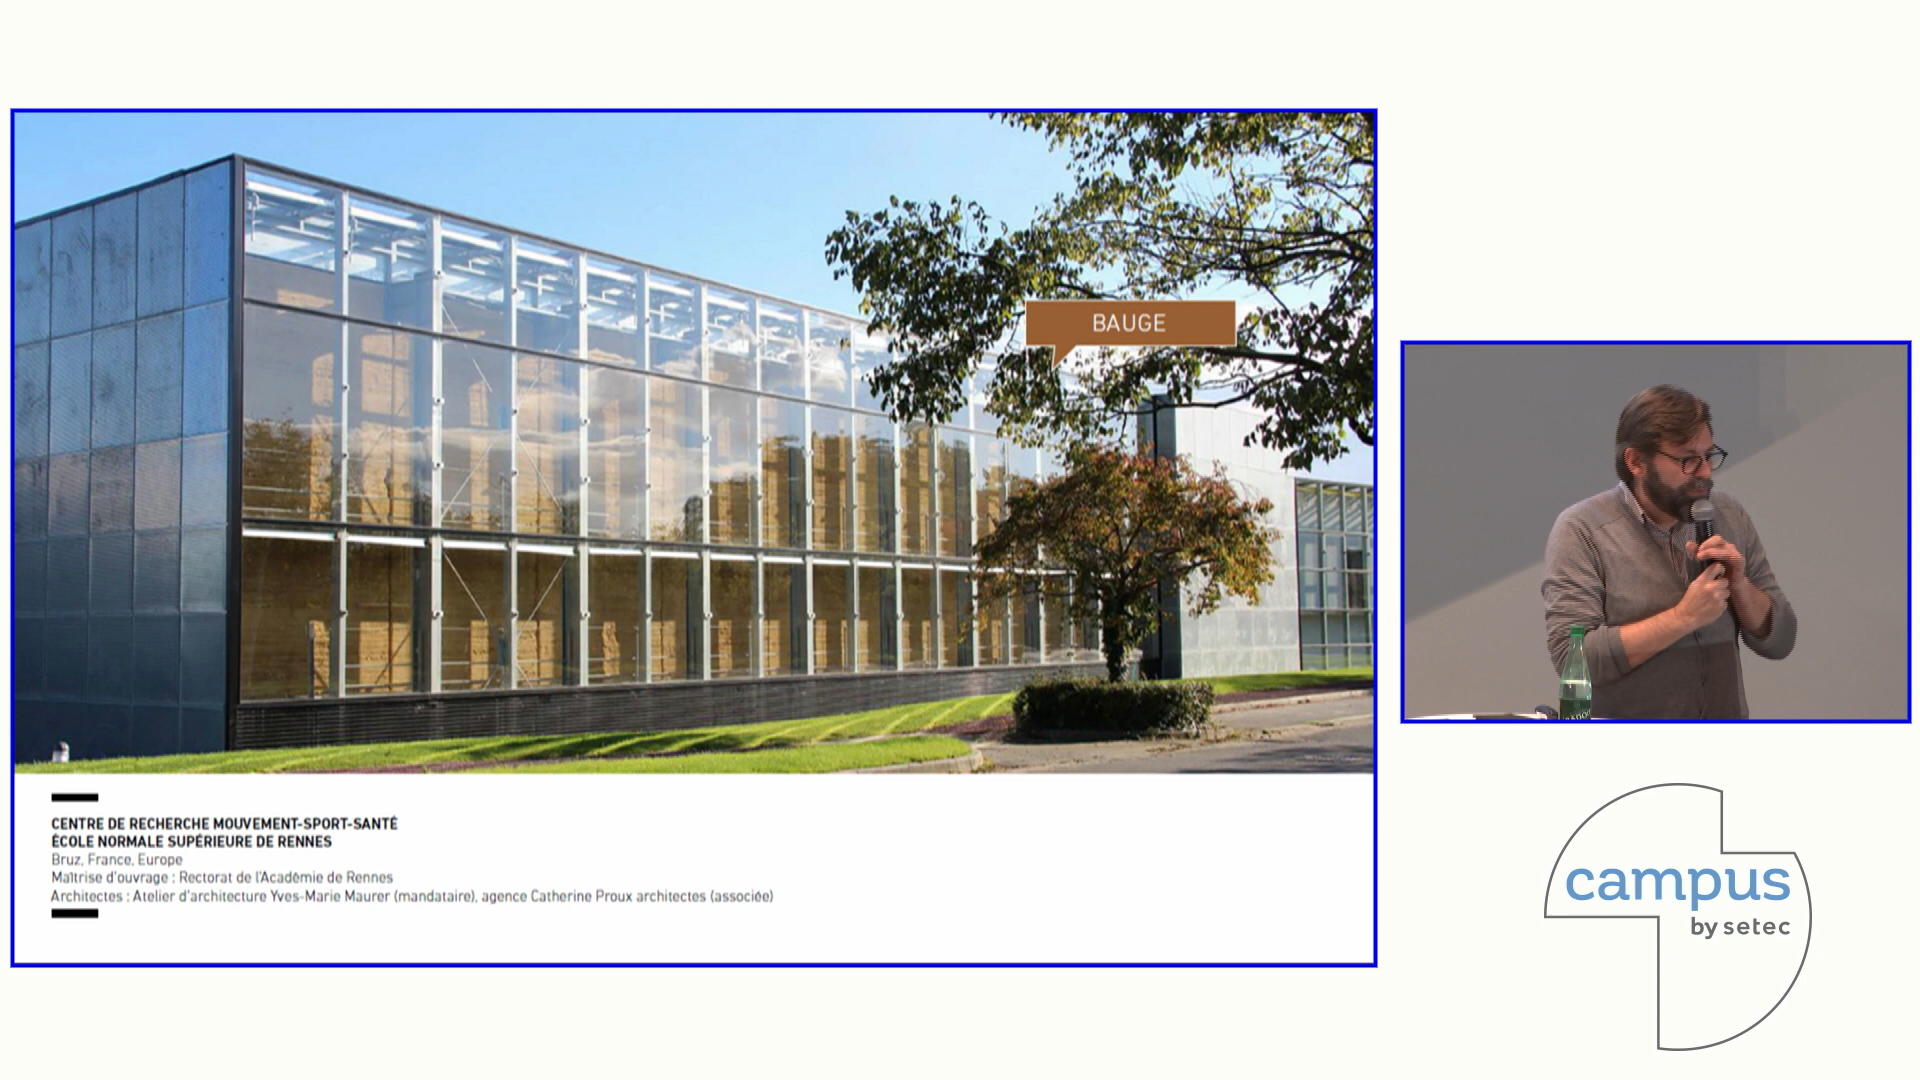 BAUGE
CENTRE DE RECHERCHE MOUVEMENT-SPORT-SANTÉ
ÉCOLE NORMALE SUPÉRIEURE DE RENNES
Bruz, France, Europe
Maîtrise d'ouvrage : Rectorat de l'Académie de Rennes
Architectes : Atelier d'architecture Yves-Marie Maurer (mandataire), agence Catherine Proux architectes (associée)
campus
by setec